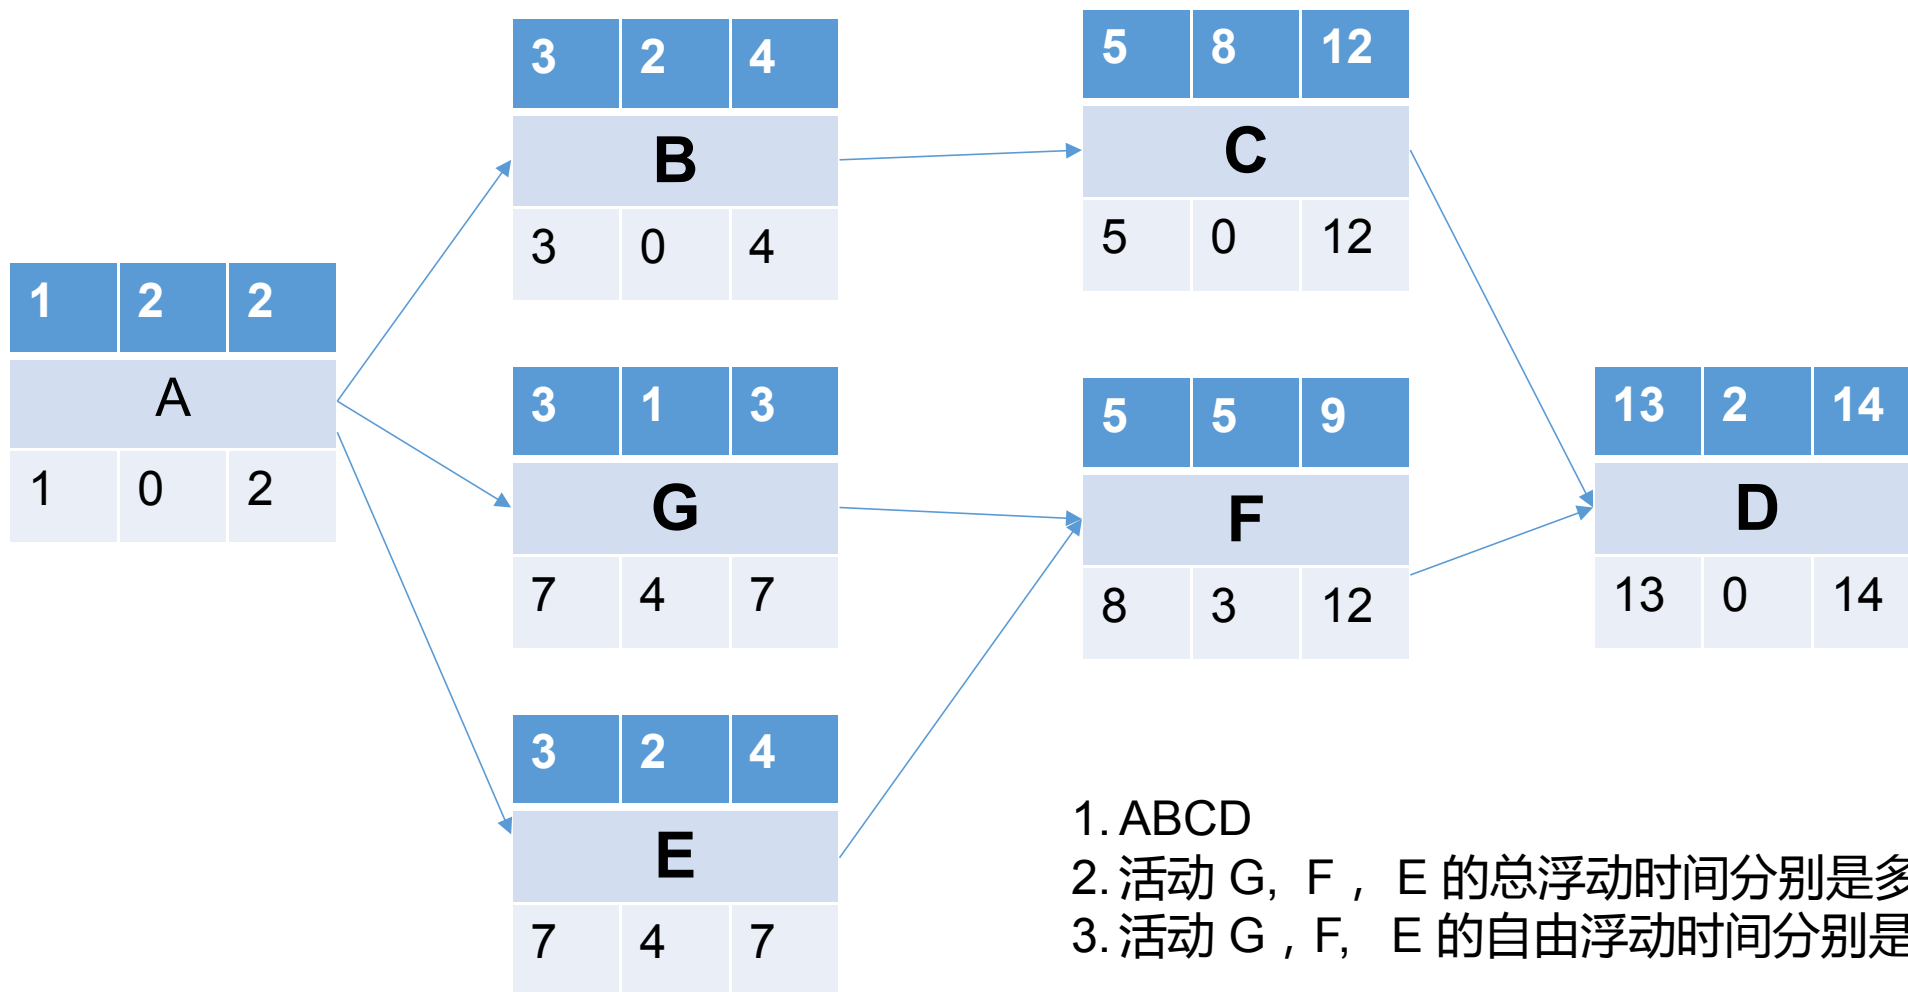 3 2 4
B
3 0 4
5 8 12
C
5 0 12
1 2 2
A
1 0 2
3 1 3
G
7 4 7
5 5 9
F
8 3 12
13 2 14
D
13 0 14
3 2 4
E
7 4 7
1. ABCD
2. 活动 G, F , E 的总浮动时间分别是多
3. 活动 G , F, E 的自由浮动时间分别是